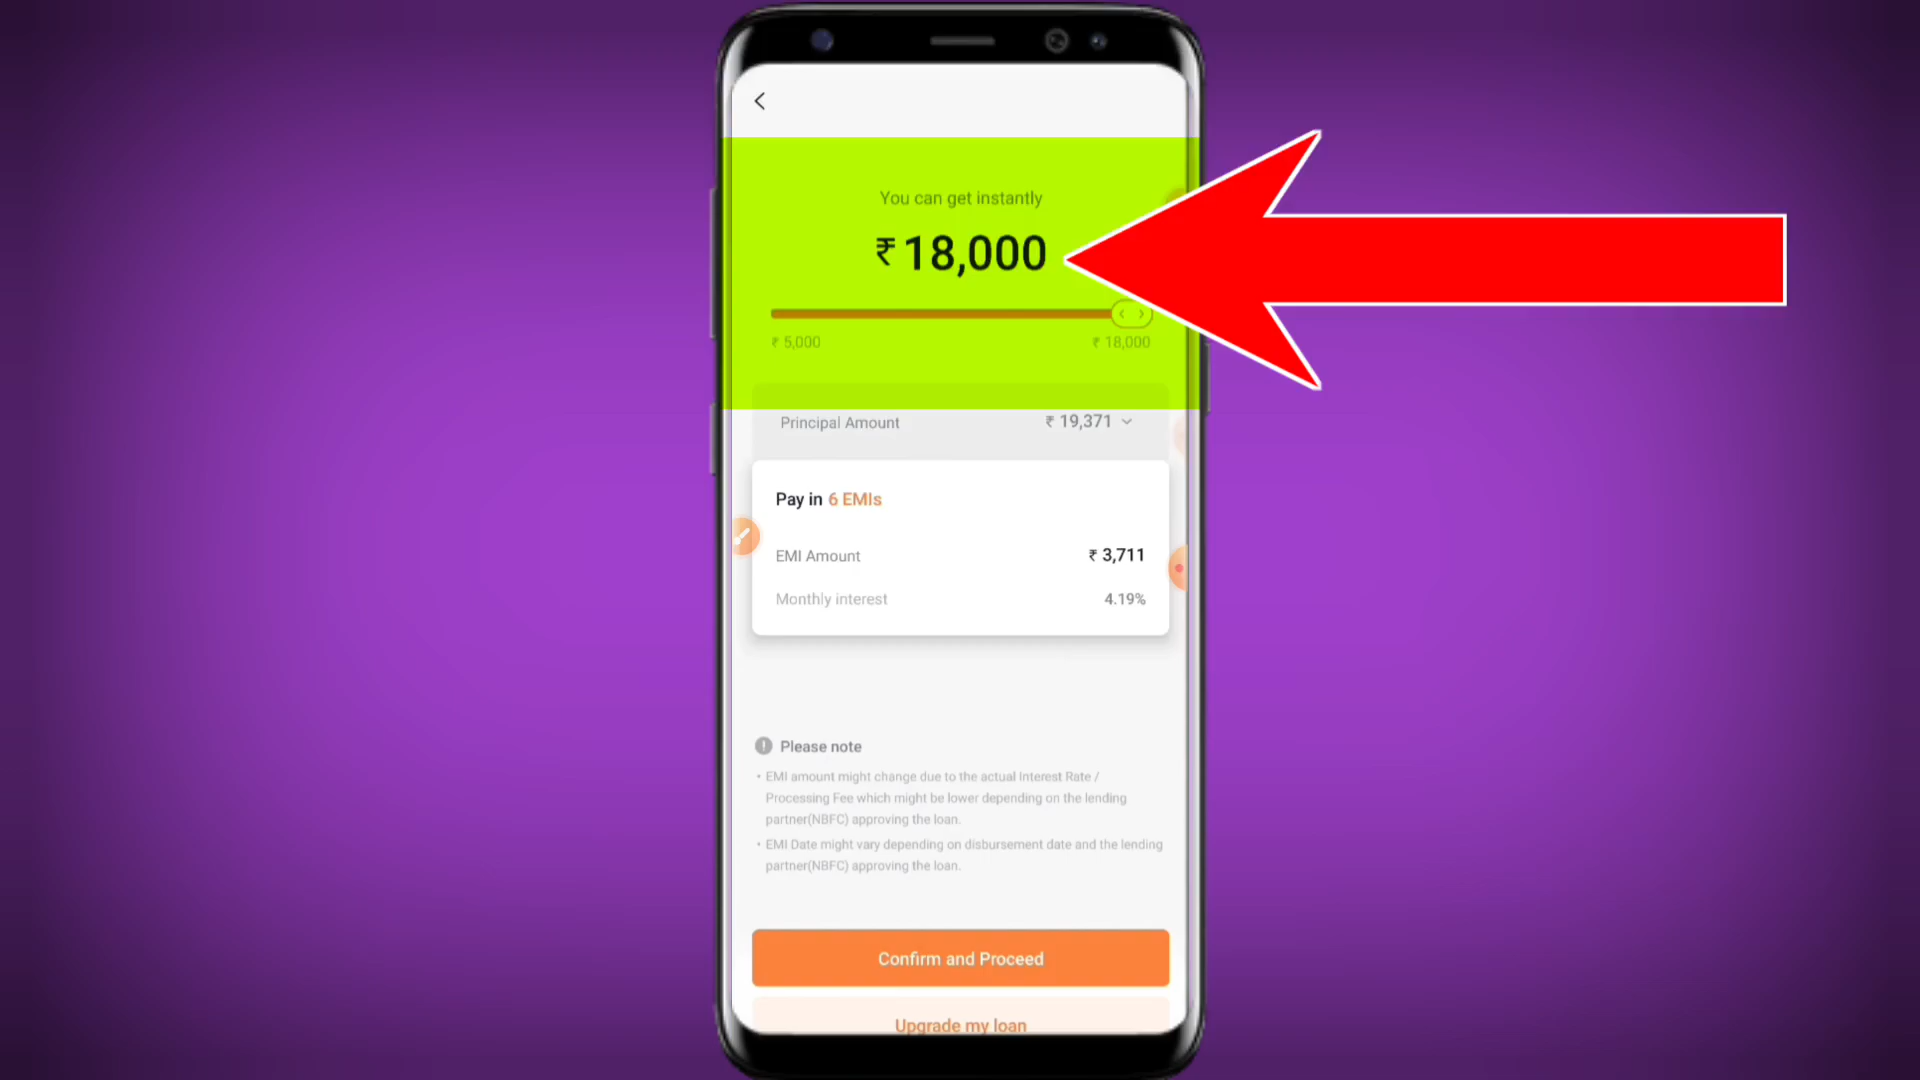 You can get instantly
₹18,000
₹ 5,000 ₹ 18,000
Principal Amount ₹ 19,371
Pay in 6 EMIs
EMI Amount ₹ 3,711
Monthly interest 4.19%
Please note
• EMI amount might change due to the actual Interest Rate /
Processing Fee which might be lower depending on the lending
partner(NBFC) approving the loan.
• EMI Date might vary depending on disbursement date and the lending
partner(NBFC) approving the loan.
Confirm and Proceed
Upgrade my loan